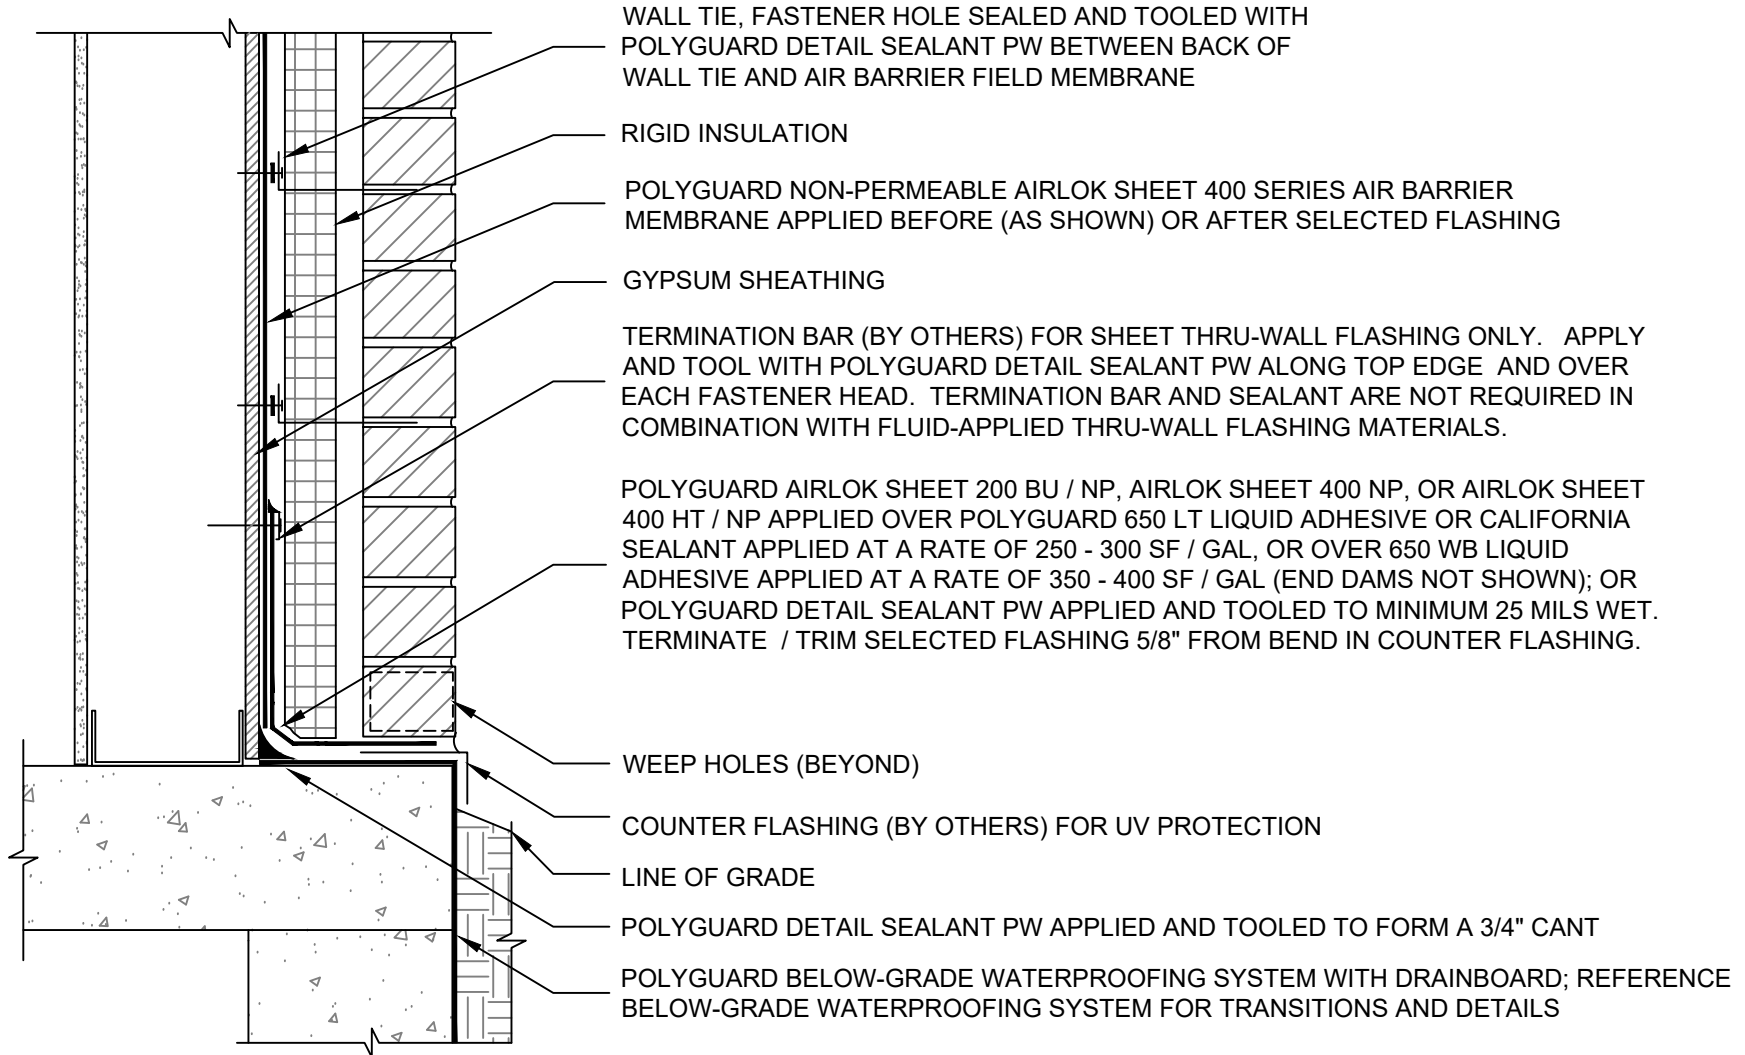 WALL TIE, FASTENER HOLE SEALED AND TOOLED WITH
POLYGUARD DETAIL SEALANT PW BETWEEN BACK OF
WALL TIE AND AIR BARRIER FIELD MEMBRANE
RIGID INSULATION
POLYGUARD NON-PERMEABLE AIRLOK SHEET 400 SERIES AIR BARRIER
MEMBRANE APPLIED BEFORE (AS SHOWN) OR AFTER SELECTED FLASHING
GYPSUM SHEATHING
TERMINATION BAR (BY OTHERS) FOR SHEET THRU-WALL FLASHING ONLY. APPLY
AND TOOL WITH POLYGUARD DETAIL SEALANT PW ALONG TOP EDGE AND OVER
EACH FASTENER HEAD. TERMINATION BAR AND SEALANT ARE NOT REQUIRED IN
COMBINATION WITH FLUID-APPLIED THRU-WALL FLASHING MATERIALS.
POLYGUARD AIRLOK SHEET 200 BU / NP, AIRLOK SHEET 400 NP, OR AIRLOK SHEET
400 HT / NP APPLIED OVER POLYGUARD 650 LT LIQUID ADHESIVE OR CALIFORNIA
SEALANT APPLIED AT A RATE OF 250 - 300 SF / GAL, OR OVER 650 WB LIQUID
ADHESIVE APPLIED AT A RATE OF 350 - 400 SF / GAL (END DAMS NOT SHOWN); OR
POLYGUARD DETAIL SEALANT PW APPLIED AND TOOLED TO MINIMUM 25 MILS WET.
TERMINATE / TRIM SELECTED FLASHING 5/8" FROM BEND IN COUNTER FLASHING.
WEEP HOLES (BEYOND)
COUNTER FLASHING (BY OTHERS) FOR UV PROTECTION
LINE OF GRADE
POLYGUARD DETAIL SEALANT PW APPLIED AND TOOLED TO FORM A 3/4" CANT
POLYGUARD BELOW-GRADE WATERPROOFING SYSTEM WITH DRAINBOARD; REFERENCE
BELOW-GRADE WATERPROOFING SYSTEM FOR TRANSITIONS AND DETAILS